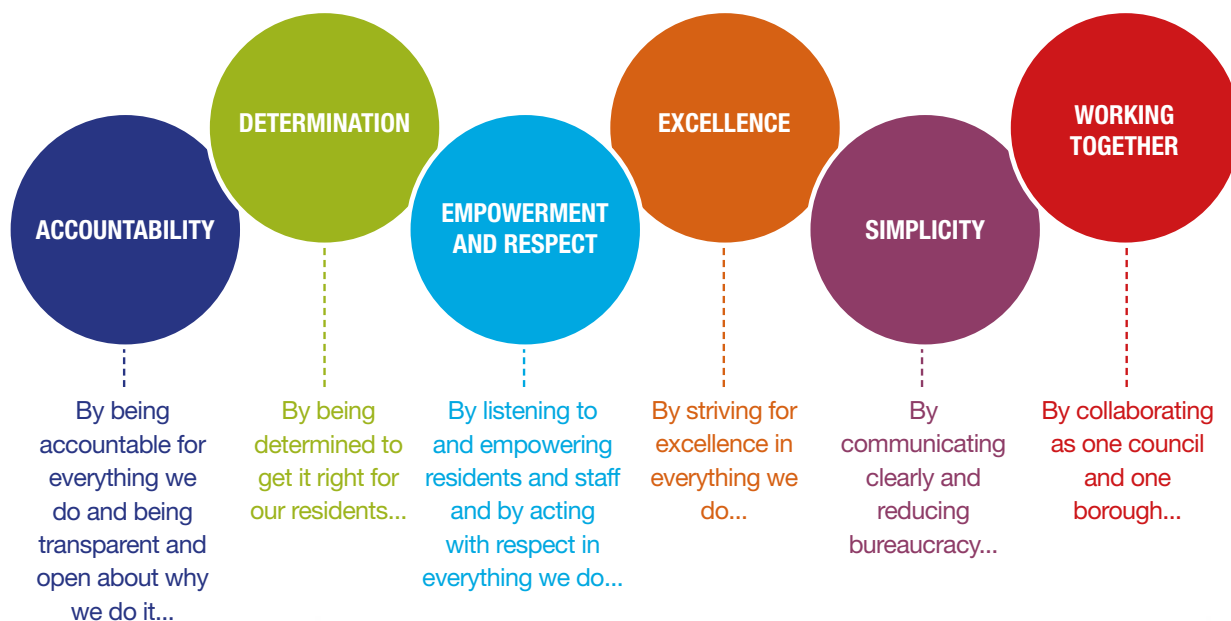 ACCOUNTABILITY
By being
accountable for
everything we
do and being
transparent and
open about why
we do it...
DETERMINATION
By being
determined to
get it right for
our residents...
EMPOWERMENT
AND RESPECT
By listening to
and empowering
residents and staff
and by acting
with respect in
everything we do...
EXCELLENCE
By striving for
excellence in
everything we
do...
SIMPLICITY
By
communicating
clearly and
reducing
bureaucracy...
WORKING
TOGETHER
By collaborating
as one council
and one
borough...